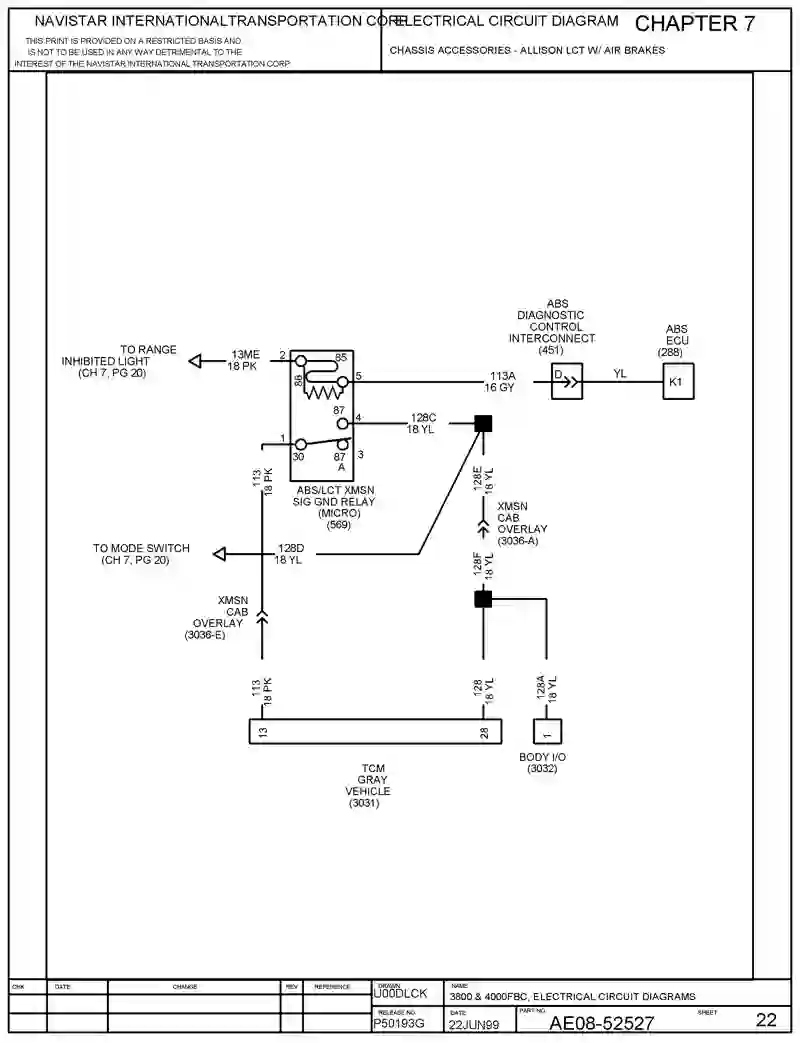 NAVISTAR INTERNATIONAL TRANSPORTATION CORP.
THIS PRINT IS PROVIDED ON A RESTRICTED BASIS AND
IS NOT TO BE USED IN ANY WAY DETRIMENTAL TO THE
INTEREST OF THE NAVISTAR INTERNATIONAL TRANSPORTATION CORP
ELECTRICAL CIRCUIT DIAGRAM
CHAPTER 7
CHASSIS ACCESSORIES - ALLISON LCT W/ AIR BRAKES
ABS
DIAGNOSTIC
CONTROL
INTERCONNECT
(451)
ABS
ECU
(288)
TO RANGE
INHIBITED LIGHT
(CH 7, PG 20)
13ME
18 PK
2
85
86
5
113A
16 GY
D
YL
K1
87
4
128C
18 YL
1
30
87
A
3
113
18 PK
ABS/LCT XMSN
SIG GND RELAY
(MICRO)
(569)
128E
18 YL
XMSN
CAB
OVERLAY
(3036-A)
TO MODE SWITCH
(CH 7, PG 20)
128D
18 YL
128F
18 YL
XMSN
CAB
OVERLAY
(3036-E)
113
18 PK
128
18 YL
128A
18 YL
13
28
1
BODY I/O
(3032)
TCM
GRAY
VEHICLE
(3031)
CHK
DATE
CHANGE
REV
REFERENCE
DRAWN
U00DLCK
NAME
3800 & 4000FBC, ELECTRICAL CIRCUIT DIAGRAMS
RELEASE NO.
P50193G
DATE
22JUN99
PART NO.
AE08-52527
SHEET
22